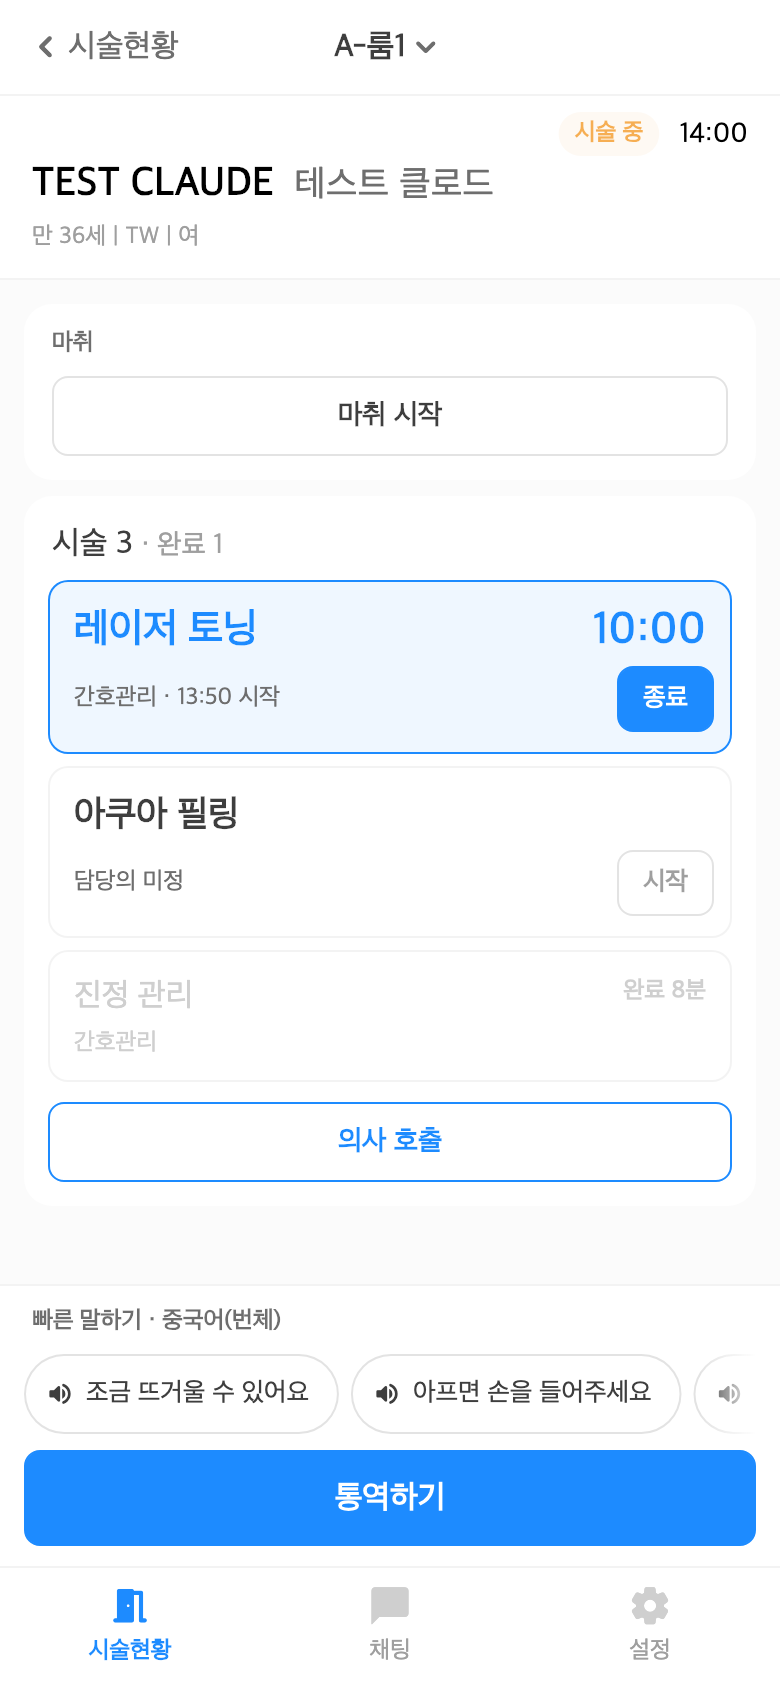 시술현황
A-룸1
시술 중 14:00
TEST CLAUDE 테스트 클로드
만 36세 | TW | 여
마취
마취 시작
시술 3 · 완료 1
레이저 토닝 10:00
간호관리 · 13:50 시작
종료
아쿠아 필링
담당의 미정
시작
진정 관리 완료 8분
간호관리
의사 호출
빠른 말하기 · 중국어(번체)
조금 뜨거울 수 있어요
아프면 손을 들어주세요
통역하기
시술현황
채팅
설정